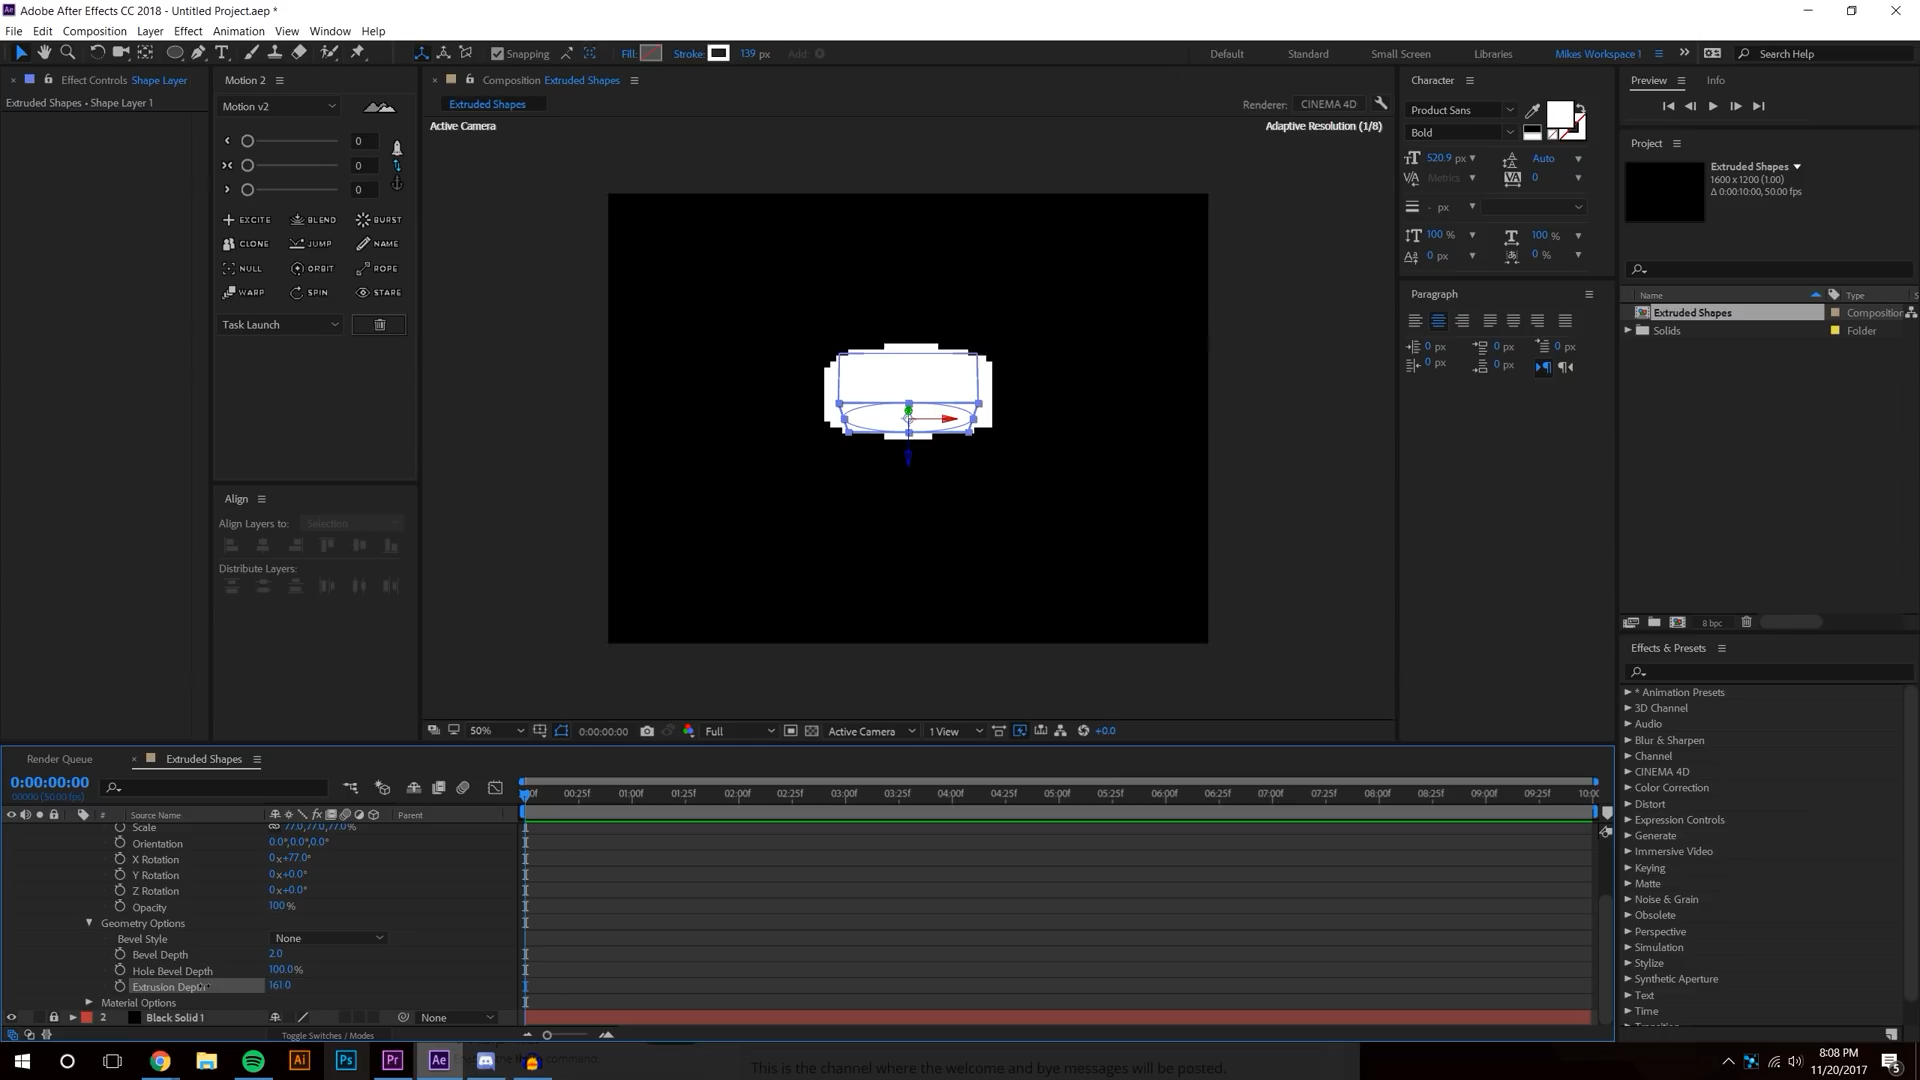 Adobe After Effects CC 2018 - Untitled Project.aep *
File Edit Composition Layer Effect Animation View Window Help
Snapping Fill: Stroke: 139 px Add: Default Standard Small Screen Libraries Mikes Workspace 1 Search Help
Effect Controls Shape Layer
Extruded Shapes • Shape Layer 1
Motion 2
Motion v2
0
0
0
EXCITE BLEND BURST
CLONE JUMP NAME
NULL ORBIT ROPE
WARP SPIN STARE
Task Launch
Align
Align Layers to: Selection
Distribute Layers:
Composition Extruded Shapes
Extruded Shapes
Renderer: CINEMA 4D
Active Camera
Adaptive Resolution (1/8)
50% 0:00:00:00 Full Active Camera 1 View +0.0
Character
Product Sans
Bold
520.9 px Auto
Metrics 0
- px
100 % 100 %
0 px 0 %
Paragraph
0 px 0 px 0 px
0 px 0 px
Preview Info
Project
Extruded Shapes
1600 x 1200 (1.00)
Δ 0:00:10:00, 50.00 fps
Name Type S
Extruded Shapes Composition
Solids Folder
8 bpc
Effects & Presets
* Animation Presets
3D Channel
Audio
Blur & Sharpen
Channel
CINEMA 4D
Color Correction
Distort
Expression Controls
Generate
Immersive Video
Keying
Matte
Noise & Grain
Obsolete
Perspective
Simulation
Stylize
Synthetic Aperture
Text
Time
Render Queue Extruded Shapes
0:00:00:00
00000 (50.00 fps)
00:25f 01:00f 01:25f 02:00f 02:25f 03:00f 03:25f 04:00f 04:25f 05:00f 05:25f 06:00f 06:25f 07:00f 07:25f 08:00f 08:25f 09:00f 09:25f 10:00
# Source Name Parent
Scale 77.0,77.0,77.0%
Orientation 0.0°,0.0°,0.0°
X Rotation 0x+77.0°
Y Rotation 0x+0.0°
Z Rotation 0x+0.0°
Opacity 100%
Geometry Options
Bevel Style None
Bevel Depth 2.0
Hole Bevel Depth 100.0%
Extrusion Depth 161.0
Material Options
2 Black Solid 1 None
Toggle Switches / Modes
command.
This is the channel where the welcome and bye messages will be posted.
8:08 PM
11/20/2017
5